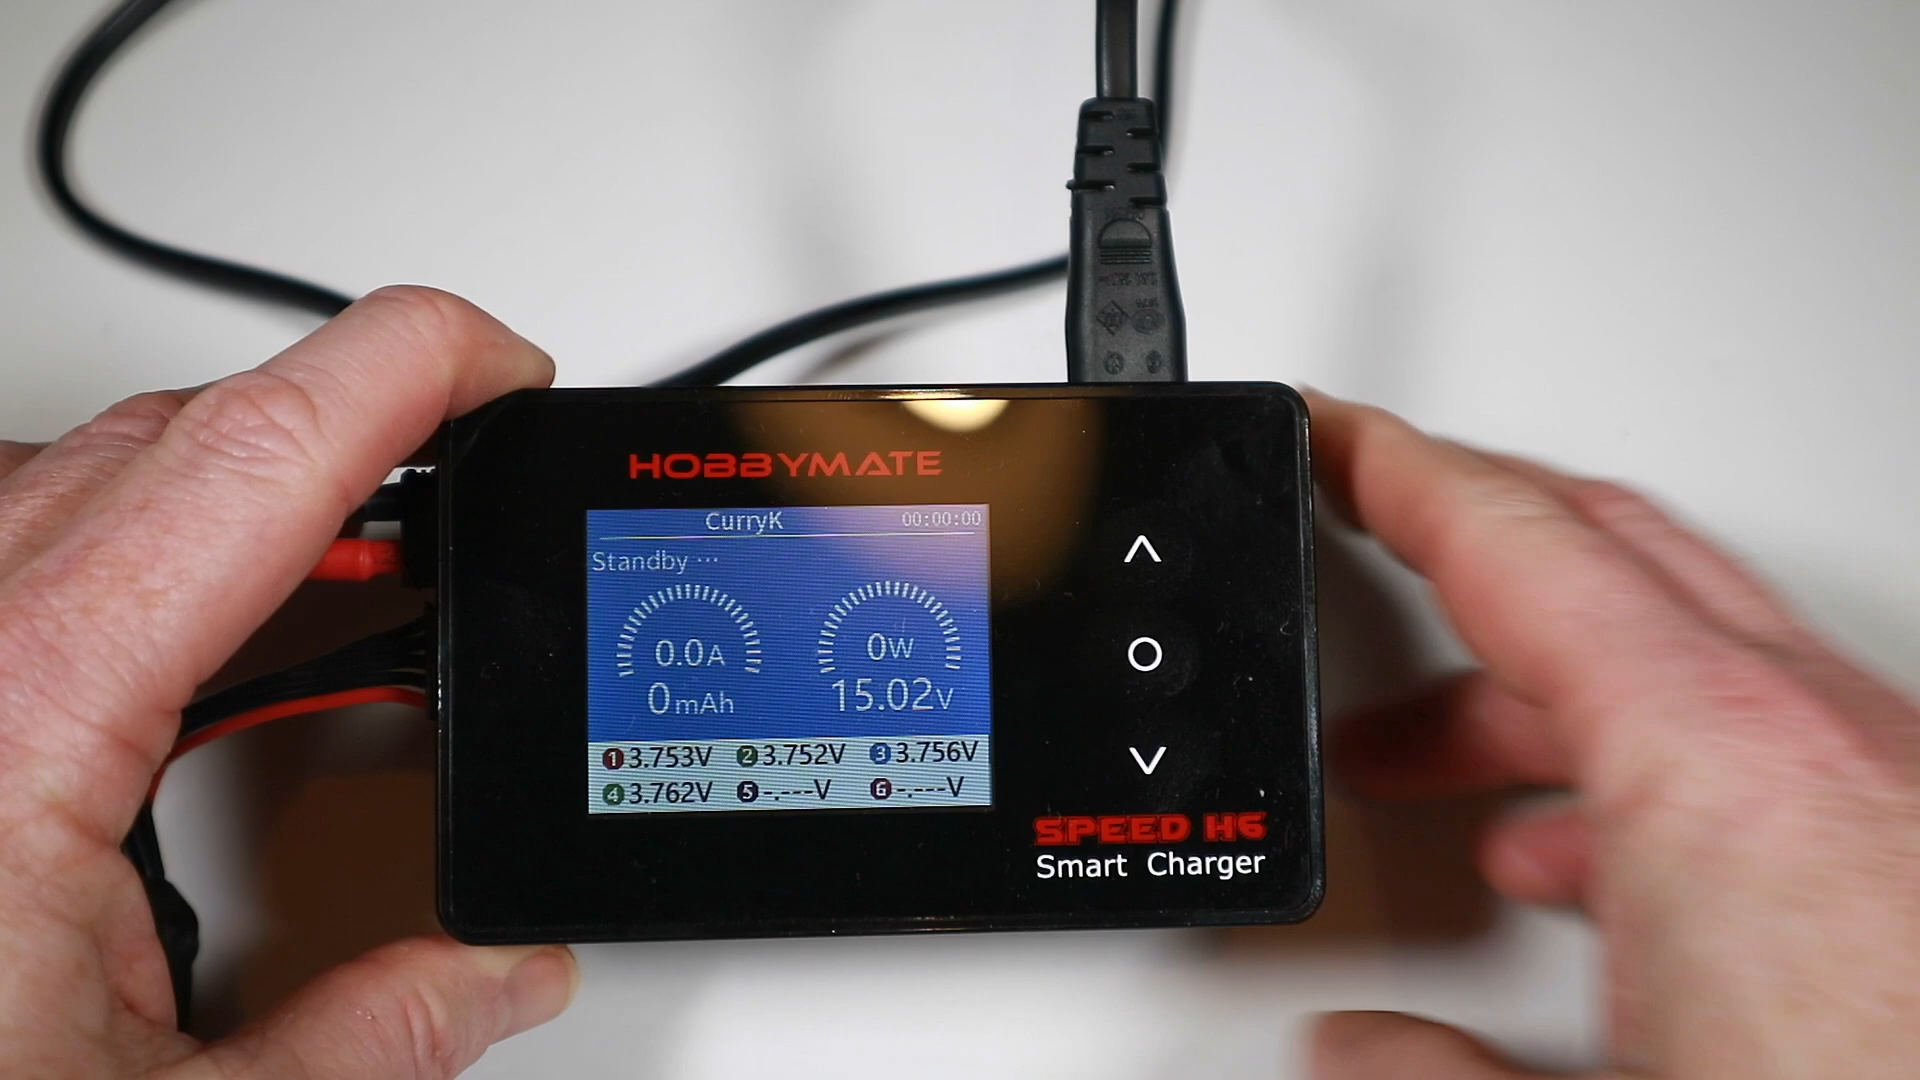 HOBBYMATE
CurryK 00:00:00
Standby ...
0.0A 0W
0mAh 15.02V
1 3.753V 2 3.752V 3 3.756V
4 3.762V 5 -.---V 6 -.---V
SPEED H6
Smart Charger